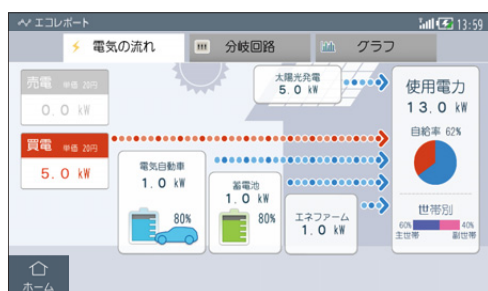 エコレポート
13:59
電気の流れ
分岐回路
グラフ
売電 単価 20円
0.0 kW
買電 単価 20円
5.0 kW
太陽光発電
5.0 kW
電気自動車
1.0 kW
80%
蓄電池
1.0 kW
80%
エネファーム
1.0 kW
使用電力
13.0 kW
自給率 62%
世帯別
60% 40%
主世帯 副世帯
ホーム